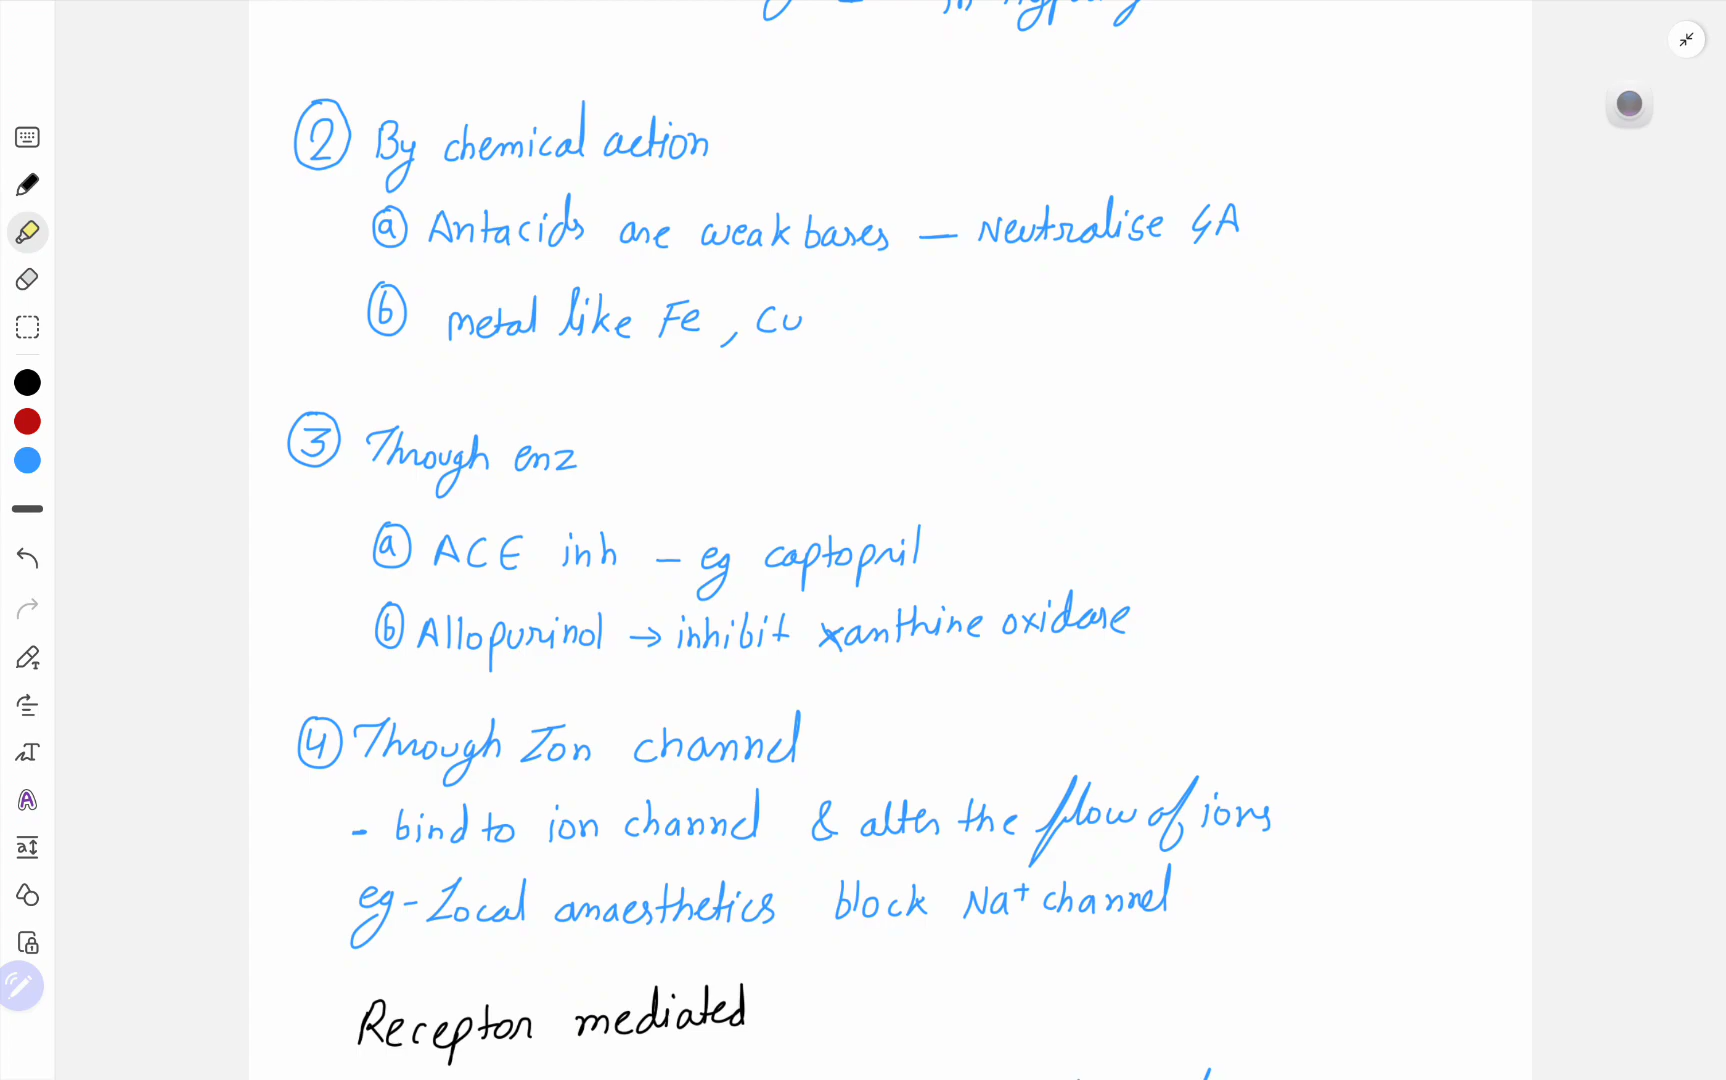 ② By chemical action
ⓐ Antacids are weak bases — Neutralise GA
ⓑ metal like Fe, Cu
③ Through enz
ⓐ ACE inh - eg captopril
ⓑ Allopurinol → inhibit xanthine oxidase
④ Through Ion channel
- bind to ion channel & alter the flow of ions
eg- Local anaesthetics block Na⁺ channel
Receptor mediated